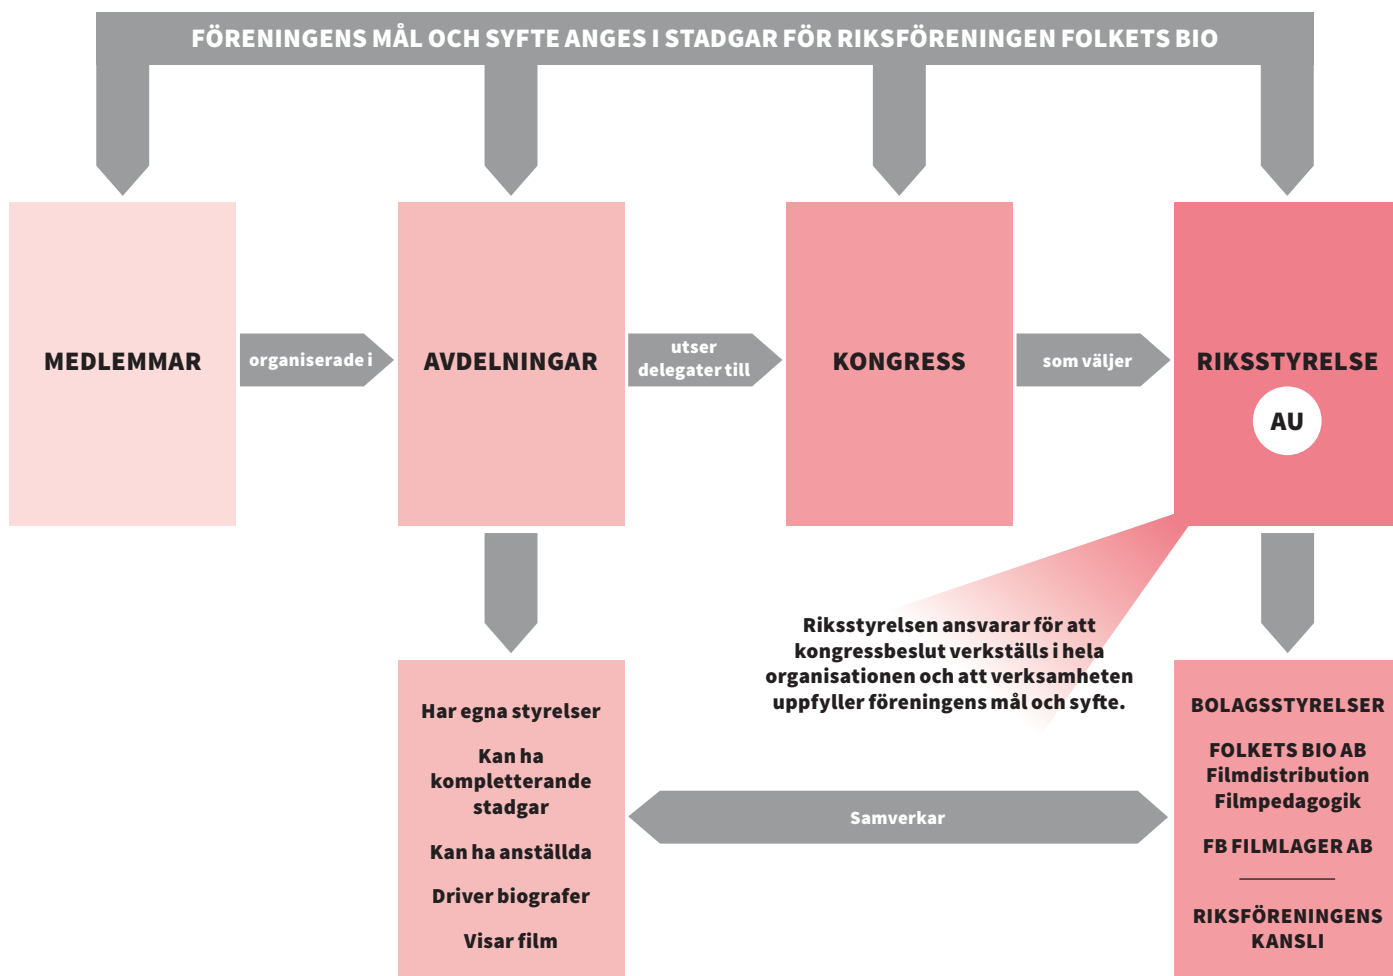 FÖRENINGENS MÅL OCH SYFTE ANGES I STADGAR FÖR RIKSFÖRENINGEN FOLKETS BIO
MEDLEMMAR
organiserade i
AVDELNINGAR
utser
delegater till
KONGRESS
som väljer
RIKSSTYRELSE
AU
Riksstyrelsen ansvarar för att
kongressbeslut verkställs i hela
organisationen och att verksamheten
uppfyller föreningens mål och syfte.
Har egna styrelser
Kan ha
kompletterande
stadgar
Kan ha anställda
Driver biografer
Visar film
Samverkar
BOLAGSSTYRELSER
FOLKETS BIO AB
Filmdistribution
Filmpedagogik
FB FILMLAGER AB
RIKSFÖRENINGENS
KANSLI